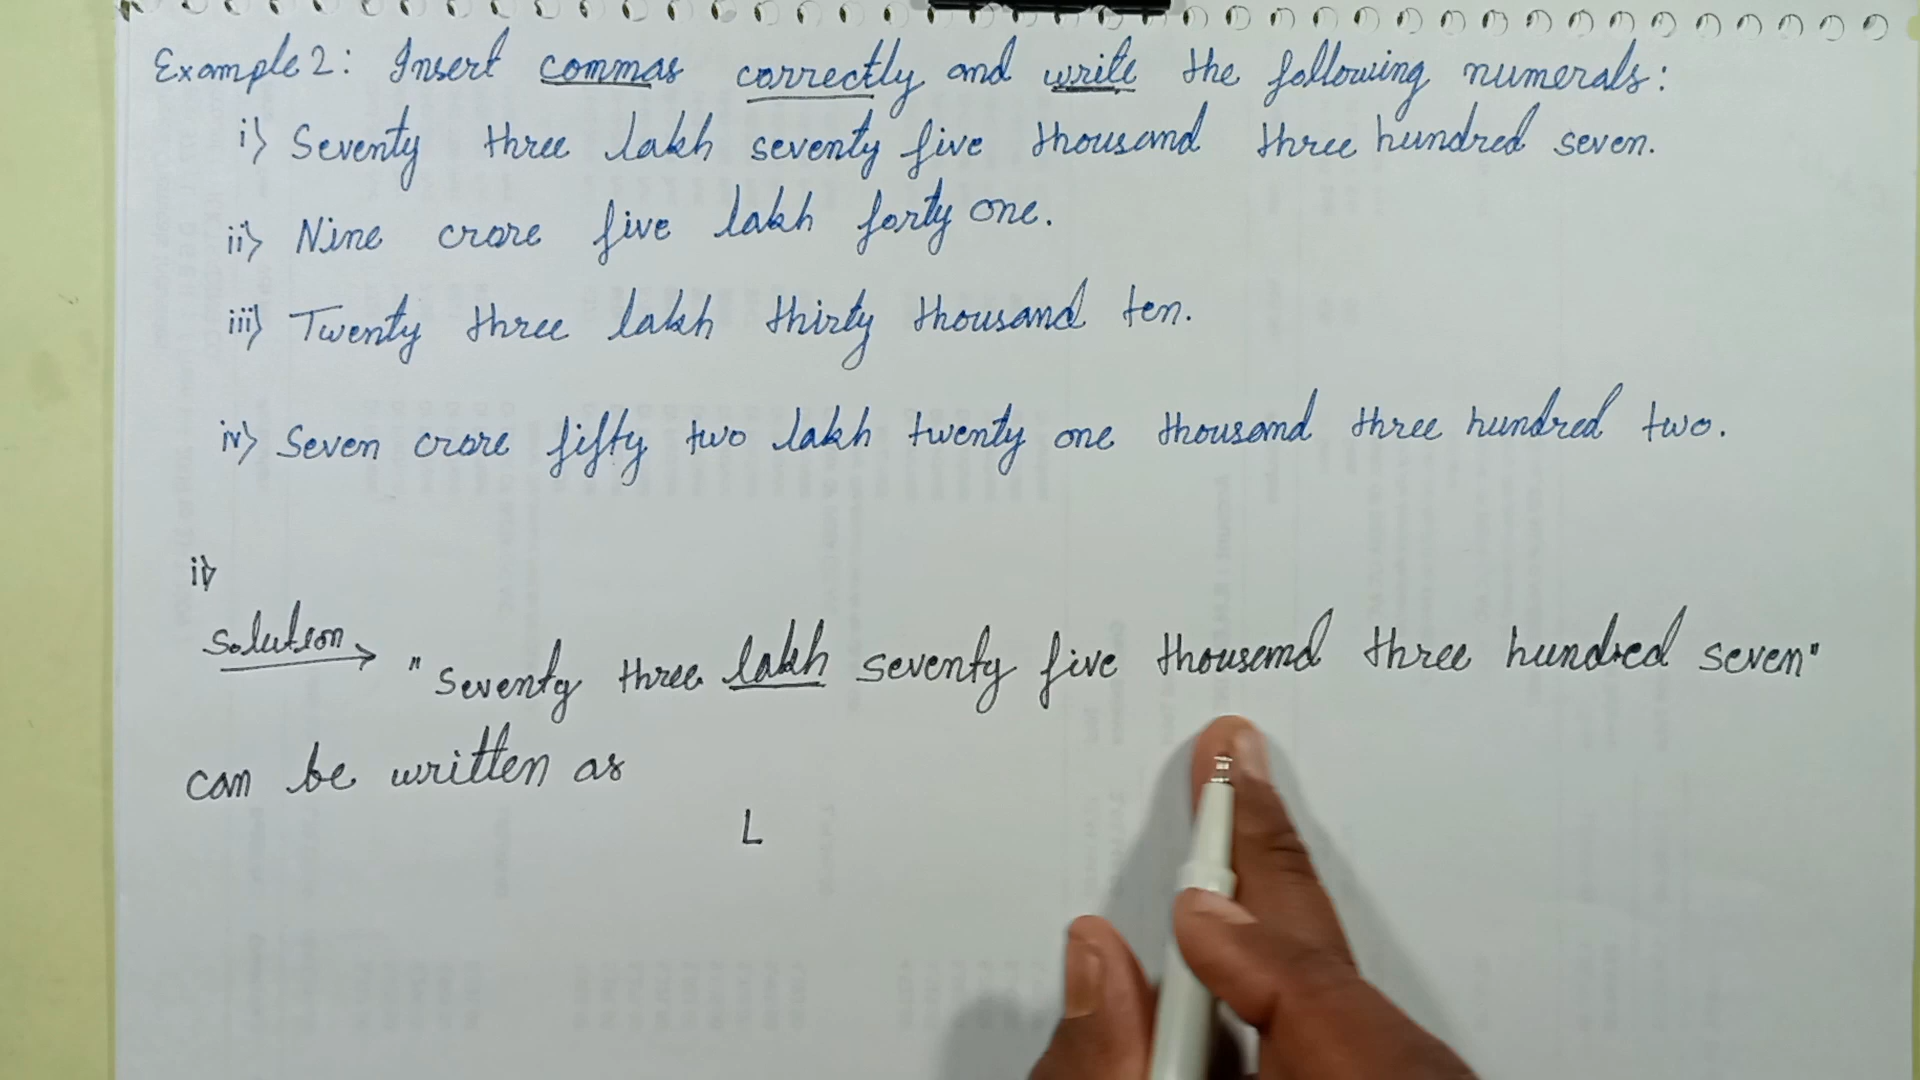 Example 2: Insert commas correctly and write the following numerals:
i) Seventy three lakh seventy five thousand three hundred seven.
ii) Nine crore five lakh forty one.
iii) Twenty three lakh thirty thousand ten.
iv) Seven crore fifty two lakh twenty one thousand three hundred two.
i)
Solution → "Seventy three lakh seventy five thousand three hundred seven"
can be written as
L